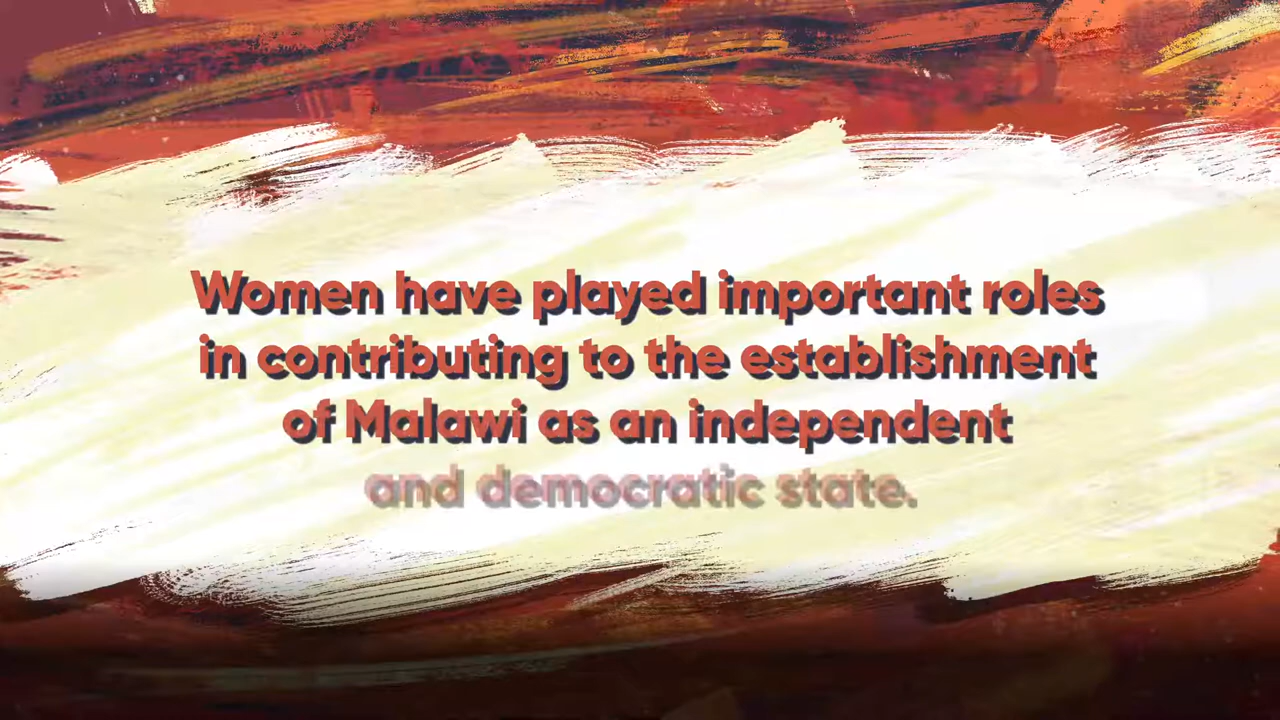 Women have played important roles
in contributing to the establishment
of Malawi as an independent
and democratic state.